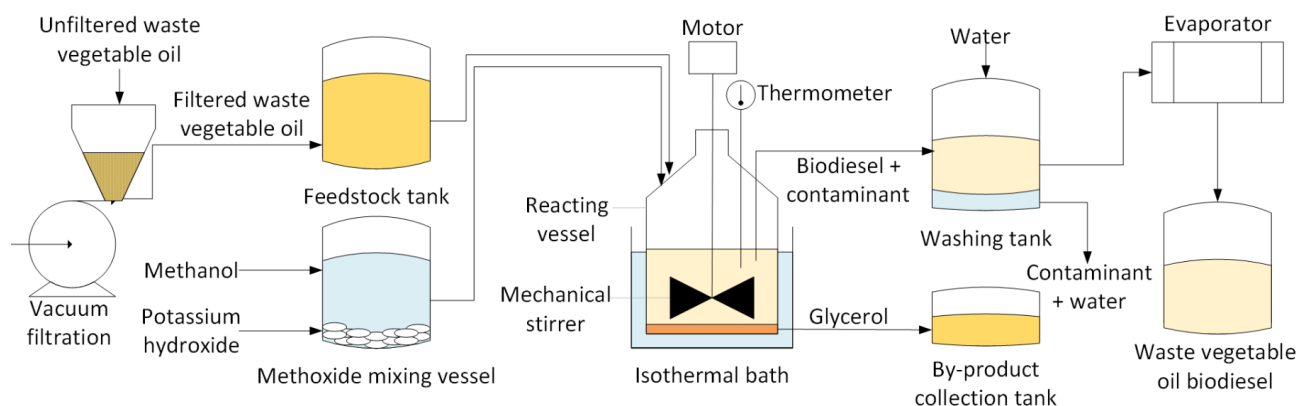 Unfiltered waste
vegetable oil
Filtered waste
vegetable oil
Feedstock tank
Vacuum
filtration
Methanol
Potassium
hydroxide
Methoxide mixing vessel
Motor
Thermometer
Reacting
vessel
Mechanical
stirrer
Isothermal bath
Biodiesel +
contaminant
Glycerol
Water
Washing tank
Contaminant
+ water
By-product
collection tank
Evaporator
Waste vegetable
oil biodiesel